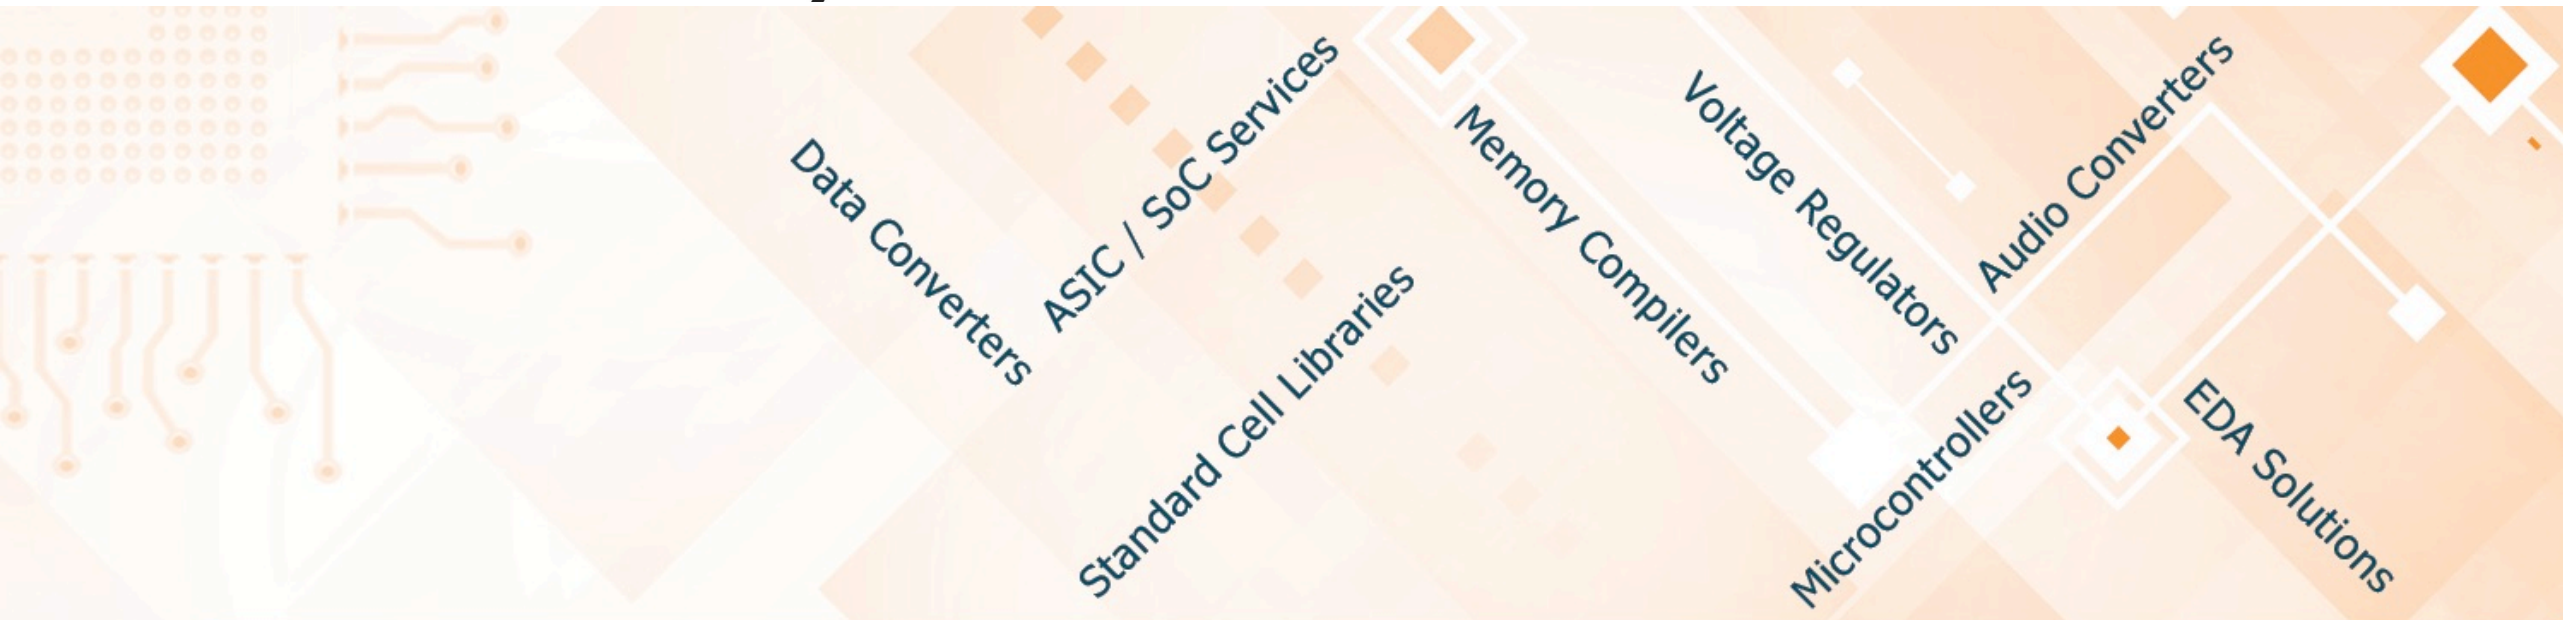 Data Converters
ASIC / SoC Services
Standard Cell Libraries
Memory Compilers
Voltage Regulators
Audio Converters
Microcontrollers
EDA Solutions